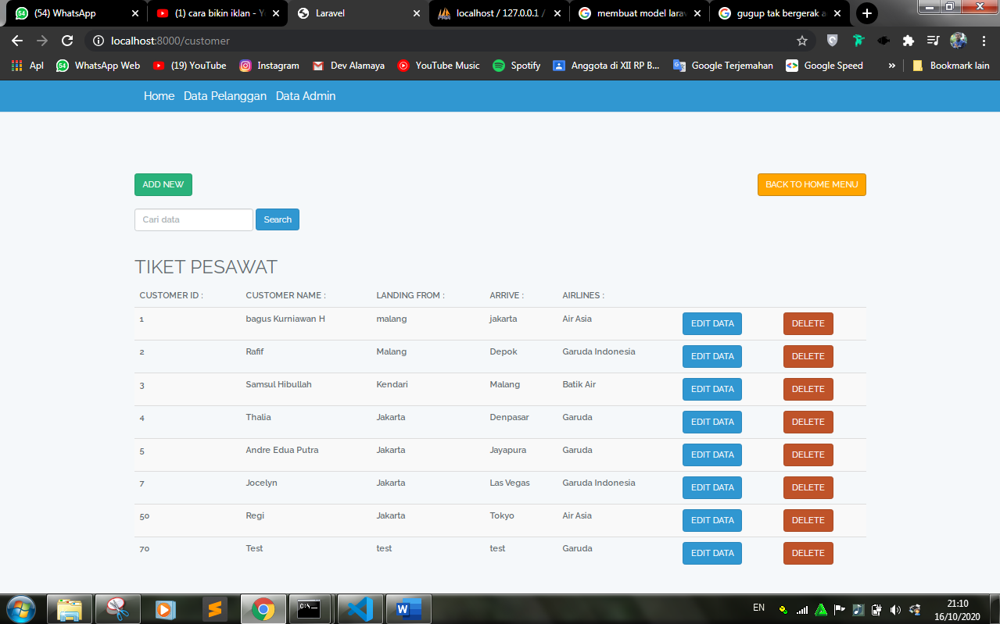 (54) WhatsApp
(1) cara bikin iklan - Y
Laravel
localhost / 127.0.0.1 /
membuat model larav
gugup tak bergerak a
localhost:8000/customer
Apl
WhatsApp Web
(19) YouTube
Instagram
Dev Alamaya
YouTube Music
Spotify
Anggota di XII RP B...
Google Terjemahan
Google Speed
»
Bookmark lain
Home Data Pelanggan Data Admin
ADD NEW
BACK TO HOME MENU
Cari data
Search
TIKET PESAWAT
CUSTOMER ID : CUSTOMER NAME : LANDING FROM : ARRIVE : AIRLINES :
1 bagus Kurniawan H malang jakarta Air Asia EDIT DATA DELETE
2 Rafif Malang Depok Garuda Indonesia EDIT DATA DELETE
3 Samsul Hibullah Kendari Malang Batik Air EDIT DATA DELETE
4 Thalia Jakarta Denpasar Garuda EDIT DATA DELETE
5 Andre Edua Putra Jakarta Jayapura Garuda EDIT DATA DELETE
7 Jocelyn Jakarta Las Vegas Garuda Indonesia EDIT DATA DELETE
50 Regi Jakarta Tokyo Air Asia EDIT DATA DELETE
70 Test test test Garuda EDIT DATA DELETE
EN
21:10
16/10/2020